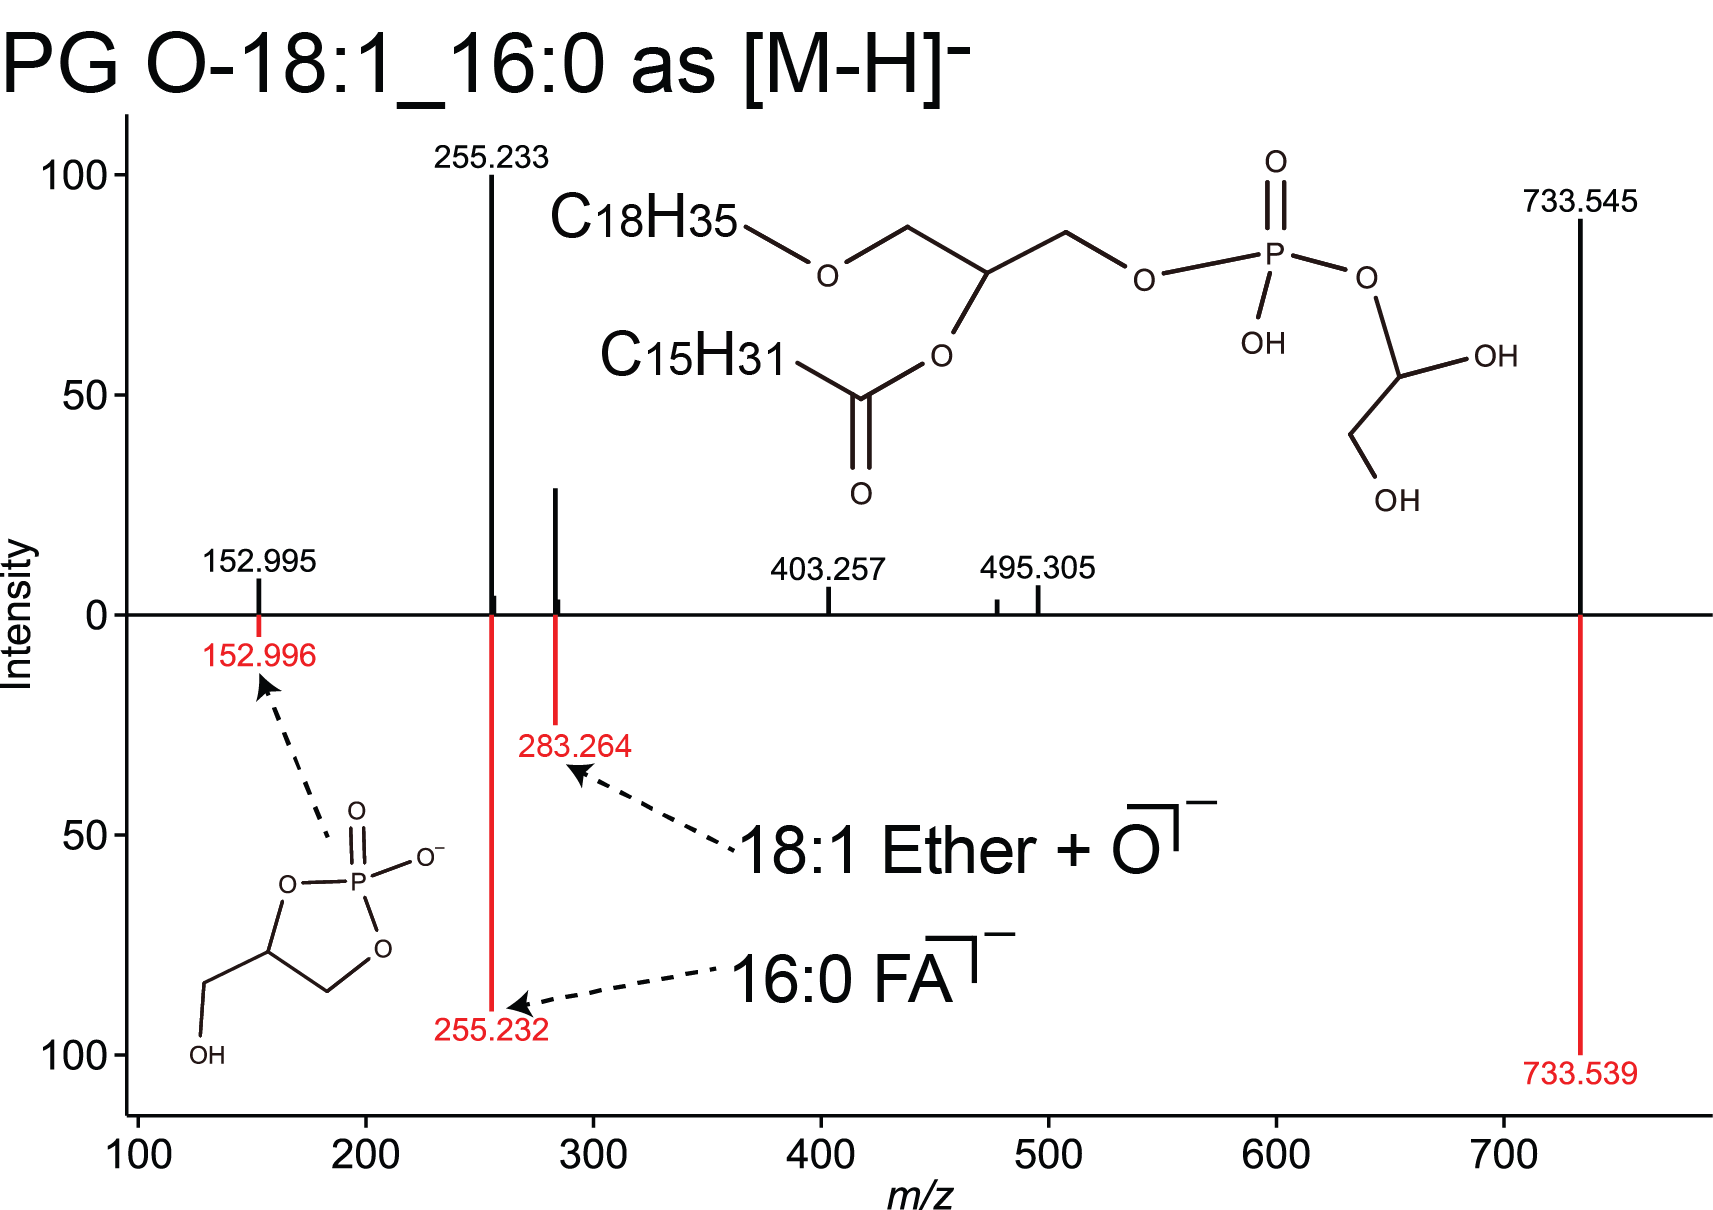 PG O-18:1_16:0 as [M-H]⁻
Intensity
100
50
0
50
100
255.233
733.545
152.995
403.257
495.305
C18H35
O
O
P
O
O
OH
OH
OH
C15H31
O
O
152.996
283.264
255.232
733.539
18:1 Ether + O⁻
16:0 FA⁻
O
O⁻
P
O
O
OH
100
200
300
400
500
600
700
m/z